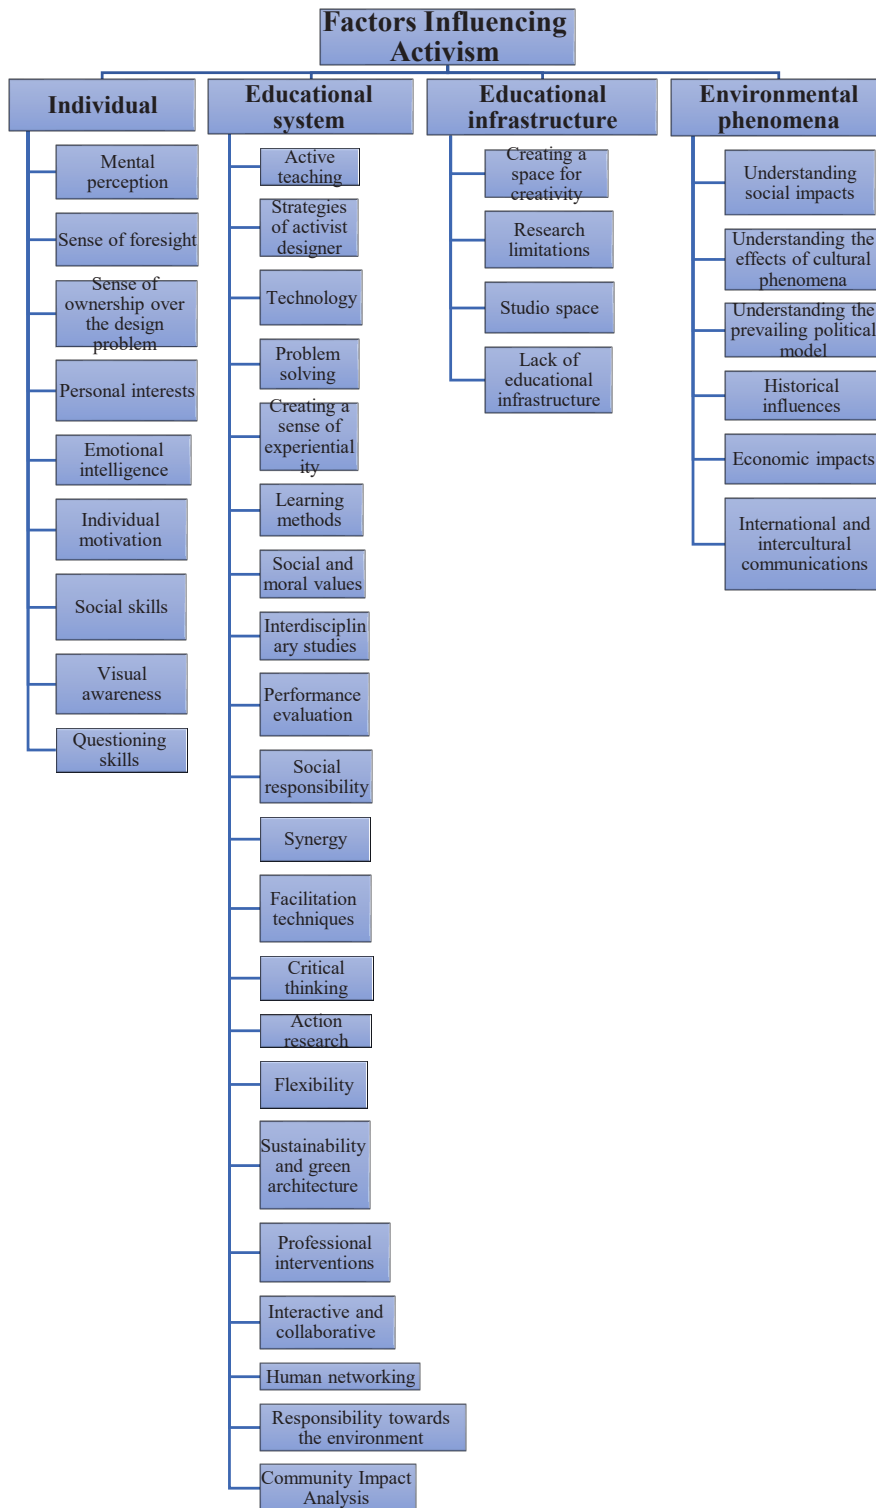 Factors Influencing
Activism
Individual
Mental
perception
Sense of foresight
Sense of
ownership over
the design
problem
Personal interests
Emotional
intelligence
Individual
motivation
Social skills
Visual
awareness
Questioning
skills
Educational
system
Active
teaching
Strategies
of activist
designer
Technology
Problem
solving
Creating a
sense of
experiential
ity
Learning
methods
Social and
moral values
Interdisciplin
ary studies
Performance
evaluation
Social
responsibility
Synergy
Facilitation
techniques
Critical
thinking
Action
research
Flexibility
Sustainability
and green
architecture
Professional
interventions
Interactive and
collaborative
Human networking
Responsibility towards
the environment
Community Impact
Analysis
Educational
infrastructure
Creating a
space for
creativity
Research
limitations
Studio space
Lack of
educational
infrastructure
Environmental
phenomena
Understanding
social impacts
Understanding the
effects of cultural
phenomena
Understanding the
prevailing political
model
Historical
influences
Economic impacts
International and
intercultural
communications